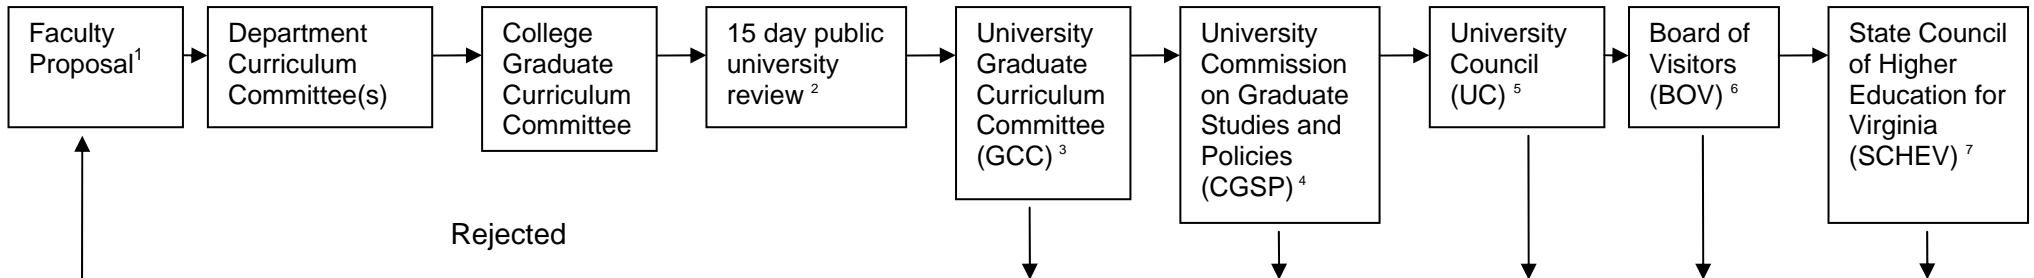 Faculty
Proposal¹
Department
Curriculum
Committee(s)
College
Graduate
Curriculum
Committee
15 day public
university
review ²
University
Graduate
Curriculum
Committee
(GCC) ³
University
Commission
on Graduate
Studies and
Policies
(CGSP) ⁴
University
Council
(UC) ⁵
Board of
Visitors
(BOV) ⁶
State Council
of Higher
Education for
Virginia
(SCHEV) ⁷
Rejected